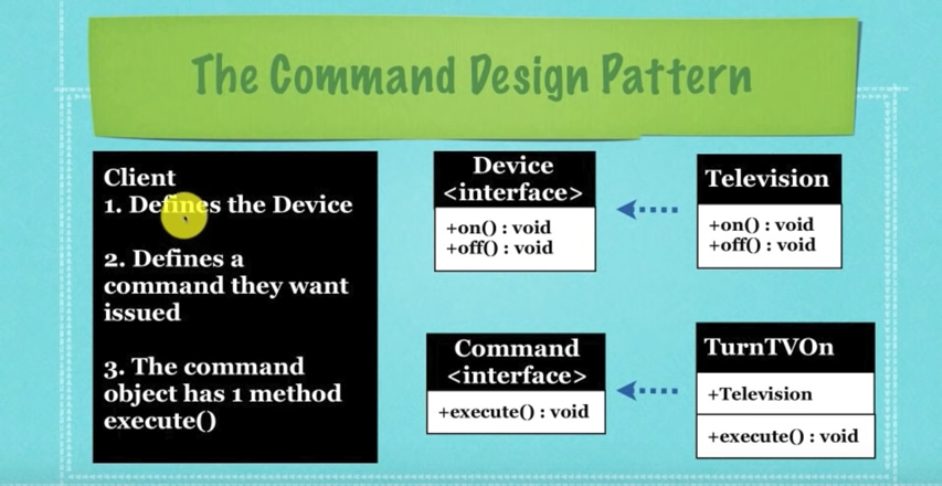 The Command Design Pattern
Client
1. Defines the Device
2. Defines a
command they want
issued
3. The command
object has 1 method
execute()
Device
<interface>
+on() : void
+off() : void
Television
+on() : void
+off() : void
Command
<interface>
+execute() : void
TurnTVOn
+Television
+execute() : void